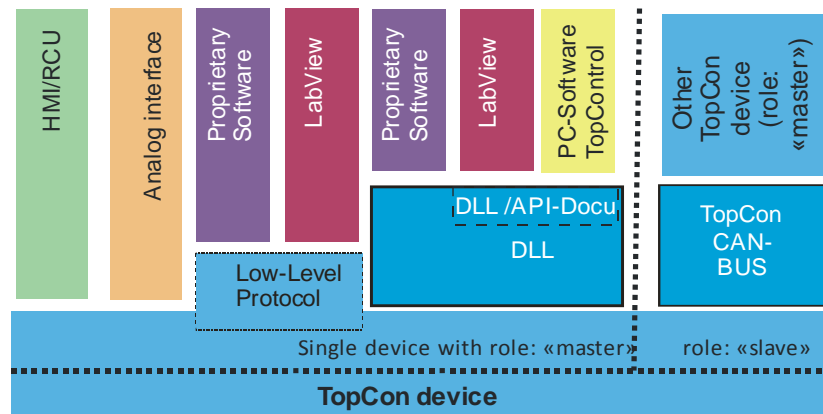 HMI/RCU
Analog interface
Proprietary
Software
LabView
Proprietary
Software
LabView
PC-Software
TopControl
Other
TopCon
device
(role:
«master»)
DLL /API-Docu
DLL
TopCon
CAN-
BUS
Low-Level
Protocol
Single device with role: «master»
role: «slave»
TopCon device